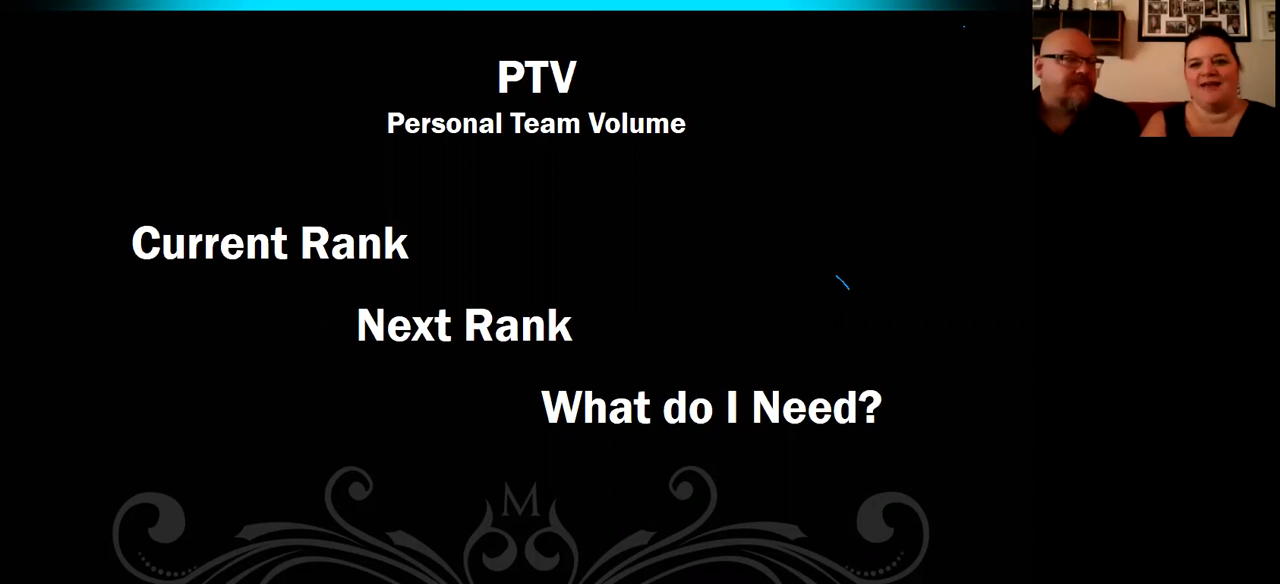 PTV
Personal Team Volume
Current Rank
Next Rank
What do I Need?
M